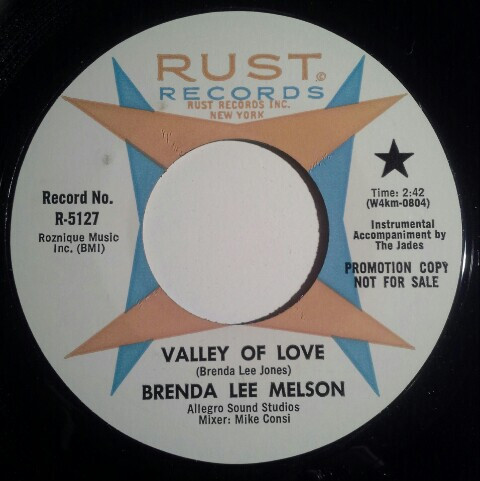 RUST
RECORDS
RUST RECORDS INC.
NEW YORK
Record No.
R-5127
Roznique Music
Inc. (BMI)
Time: 2:42
(W4km-0804)
Instrumental
Accompaniment by
The Jades
PROMOTION COPY
NOT FOR SALE
VALLEY OF LOVE
(Brenda Lee Jones)
BRENDA LEE MELSON
Allegro Sound Studios
Mixer: Mike Consi